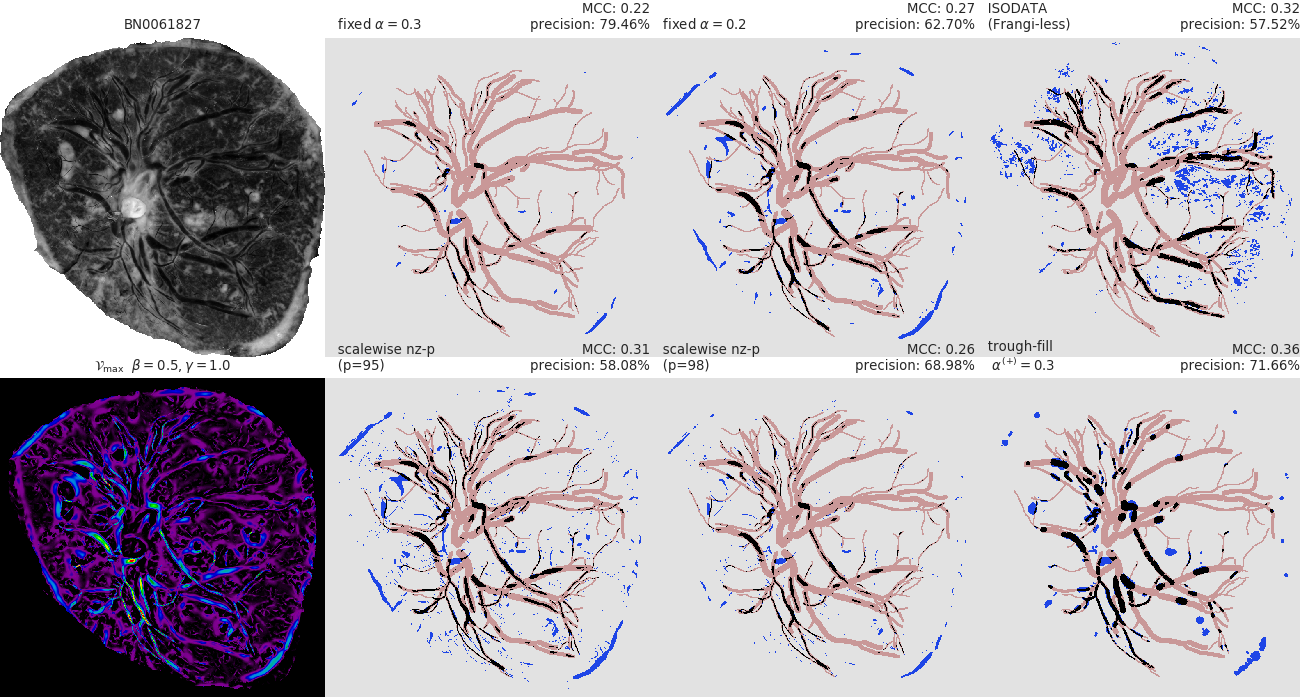 BN0061827
fixed α = 0.3
MCC: 0.22
precision: 79.46%
fixed α = 0.2
MCC: 0.27
precision: 62.70%
ISODATA
(Frangi-less)
MCC: 0.32
precision: 57.52%
𝒱max β = 0.5, γ = 1.0
scalewise nz-p
(p=95)
MCC: 0.31
precision: 58.08%
scalewise nz-p
(p=98)
MCC: 0.26
precision: 68.98%
trough-fill
α(+) = 0.3
MCC: 0.36
precision: 71.66%